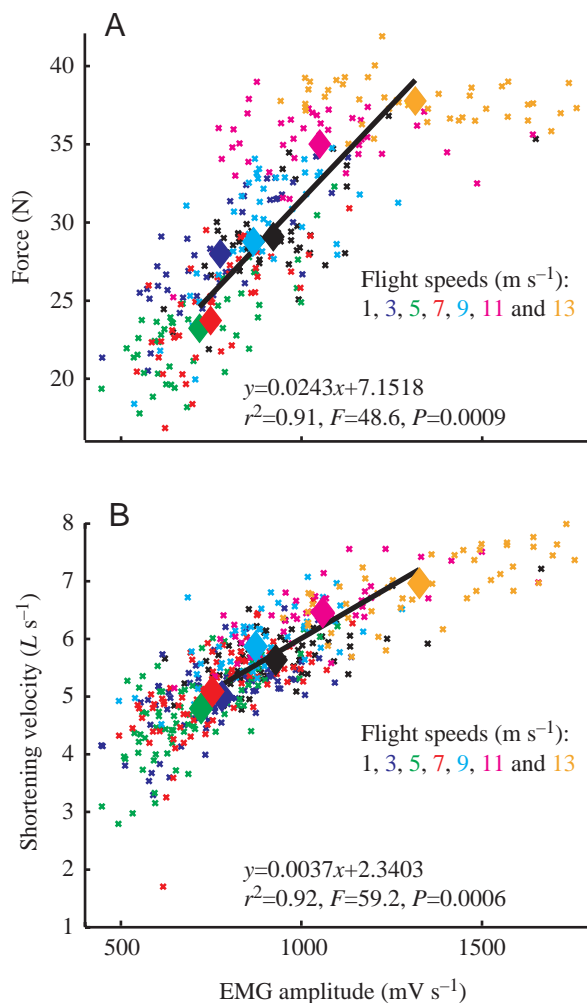 A
40
35
30
25
20
Force (N)
Flight speeds (m s⁻¹):
1, 3, 5, 7, 9, 11 and 13
y=0.0243x+7.1518
r²=0.91, F=48.6, P=0.0009
B
8
7
6
5
4
3
2
1
Shortening velocity (L s⁻¹)
Flight speeds (m s⁻¹):
1, 3, 5, 7, 9, 11 and 13
y=0.0037x+2.3403
r²=0.92, F=59.2, P=0.0006
500 1000 1500
EMG amplitude (mV s⁻¹)